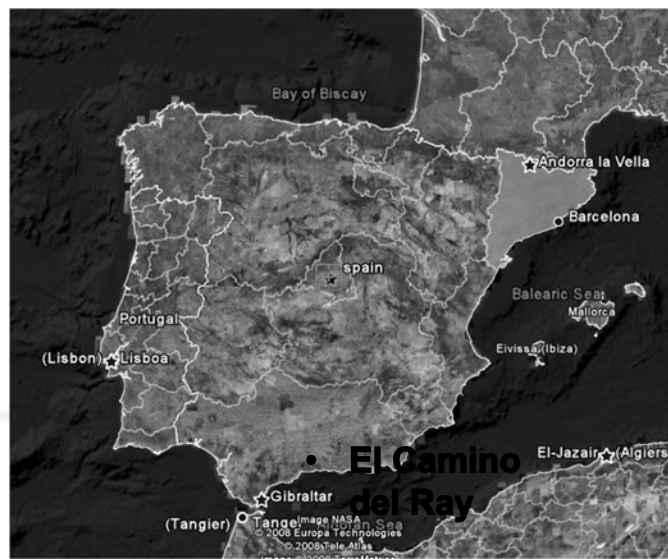 Bay of Biscay
Andorra la Vella
Barcelona
spain
Balearic Sea
Mallorca
Portugal
Eivissa (Ibiza)
(Lisbon) Lisboa
• El Camino
del Ray
El-Jazair (Algiers
Gibraltar
(Tangier) Tange
Image NASA
© 2008 Europa Technologies
© 2008 Tele Atlas